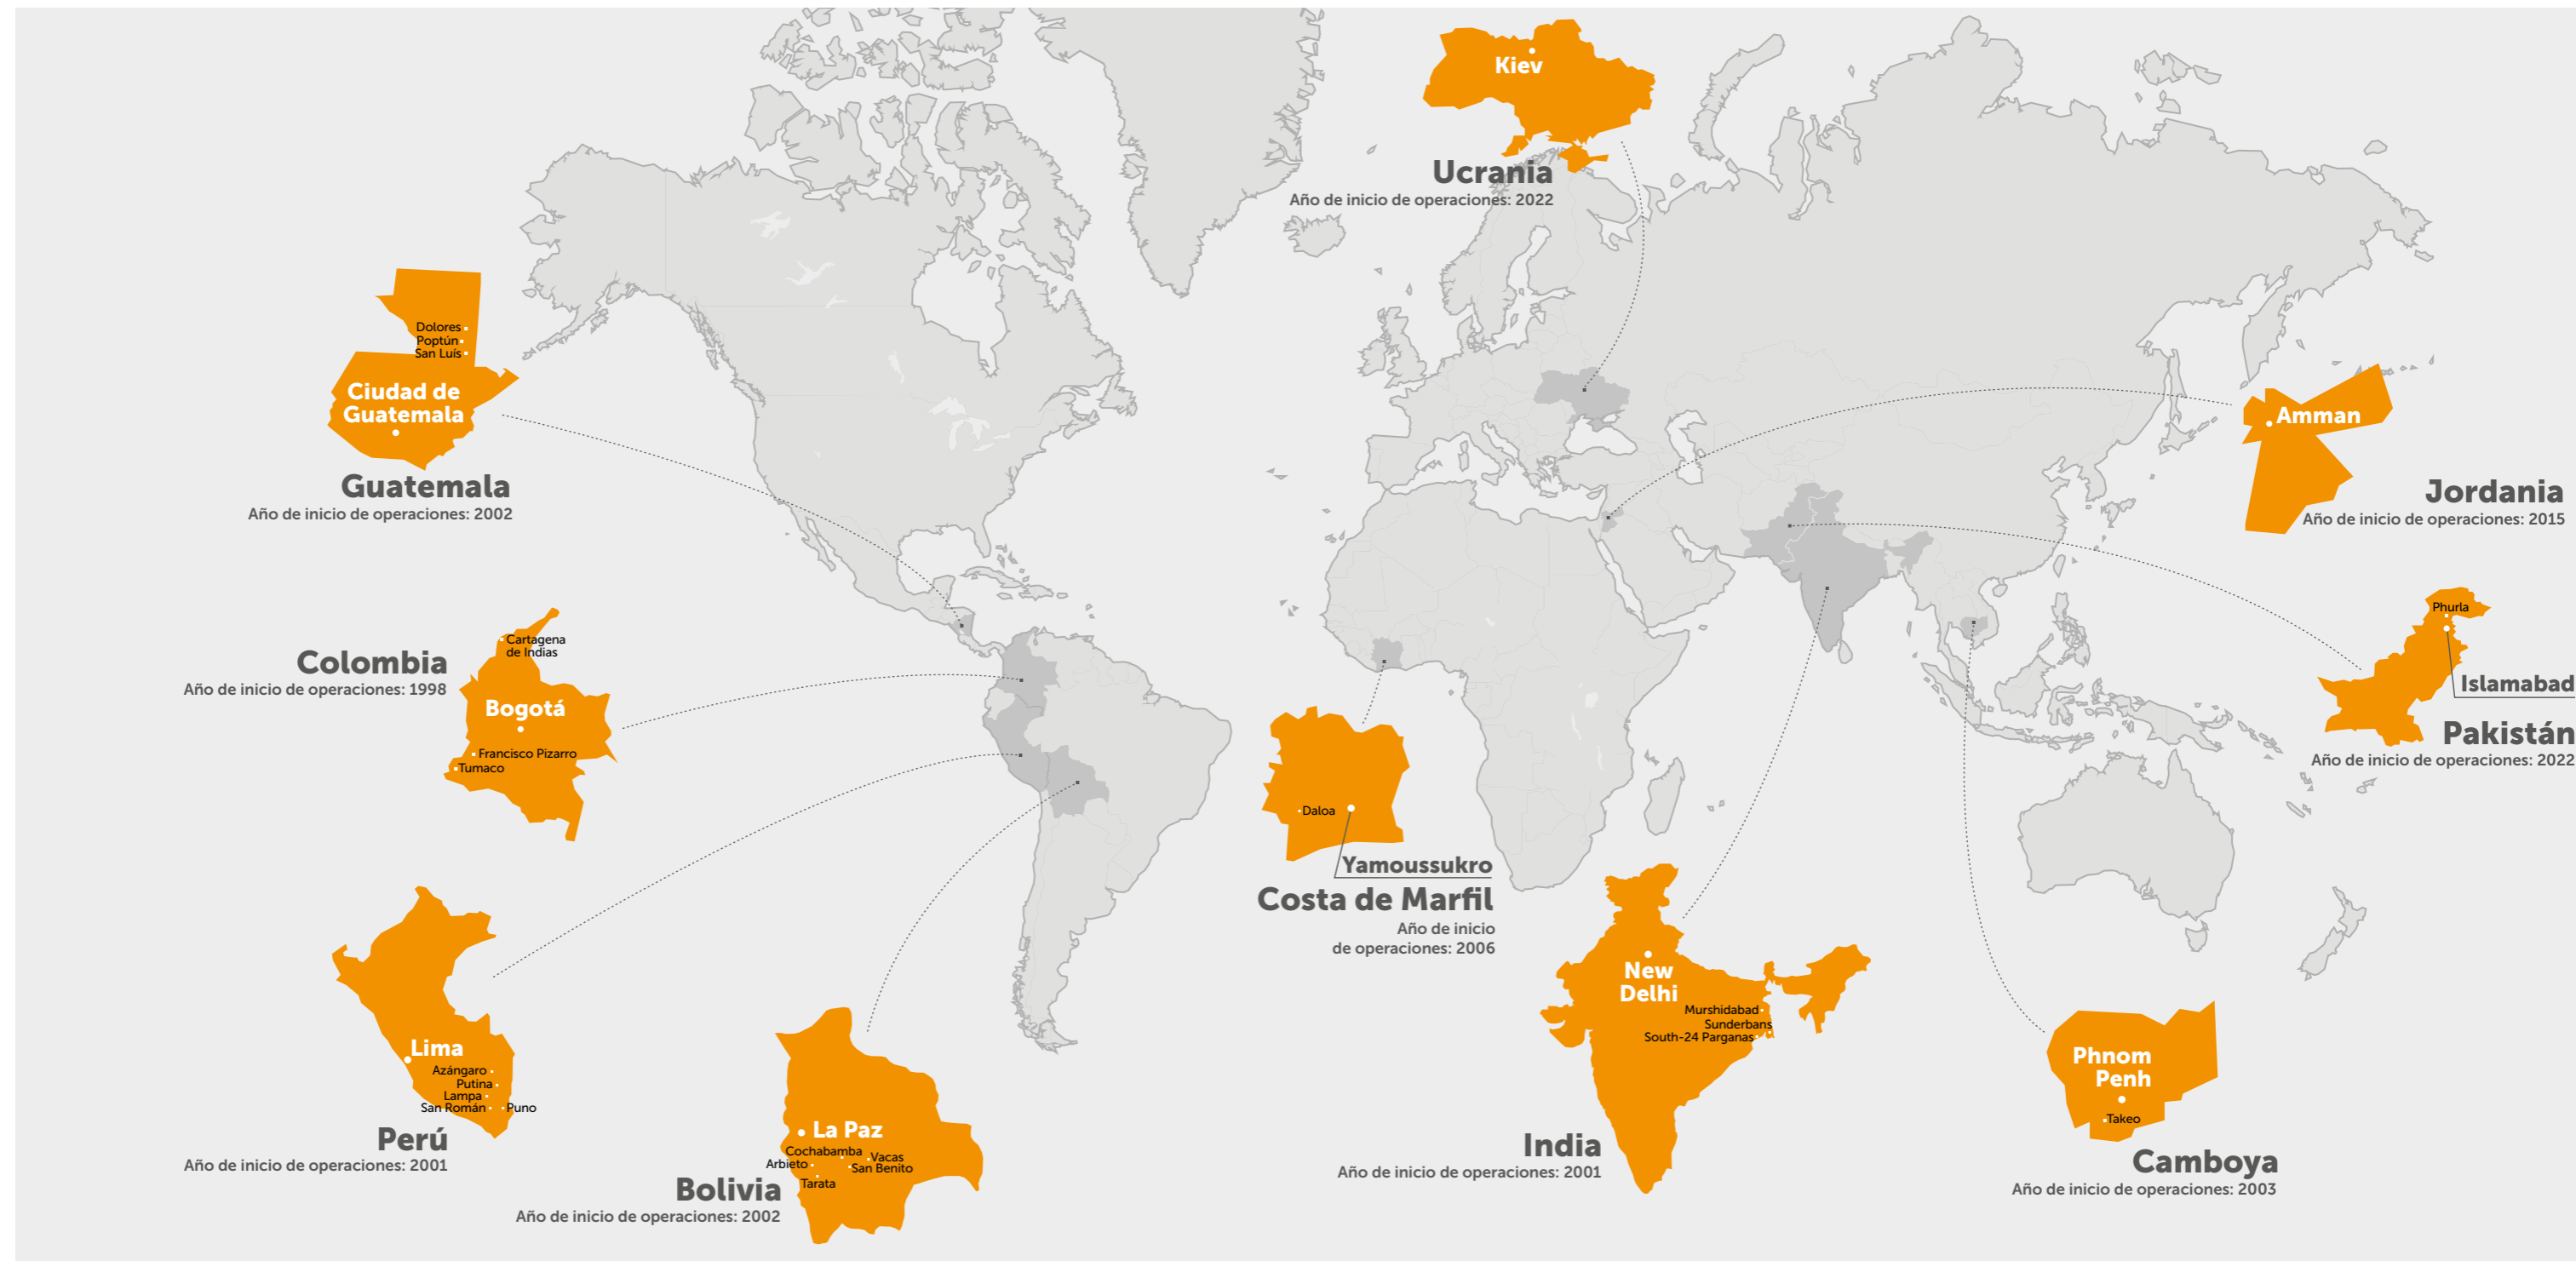 Kiev
Ucrania
Año de inicio de operaciones: 2022
Dolores
Poptún
San Luís
Ciudad de
Guatemala
Guatemala
Año de inicio de operaciones: 2002
Amman
Jordania
Año de inicio de operaciones: 2015
Cartagena
de Indias
Colombia
Año de inicio de operaciones: 1998
Bogotá
Francisco Pizarro
Tumaco
Phurla
Islamabad
Pakistán
Año de inicio de operaciones: 2022
Daloa
Yamoussukro
Costa de Marfil
Año de inicio
de operaciones: 2006
Lima
Azángaro
Putina
Lampa
San Román
Puno
Perú
Año de inicio de operaciones: 2001
La Paz
Cochabamba
Vacas
Arbieto
San Benito
Tarata
Bolivia
Año de inicio de operaciones: 2002
New
Delhi
Murshidabad
Sunderbans
South-24 Parganas
India
Año de inicio de operaciones: 2001
Phnom
Penh
Takeo
Camboya
Año de inicio de operaciones: 2003